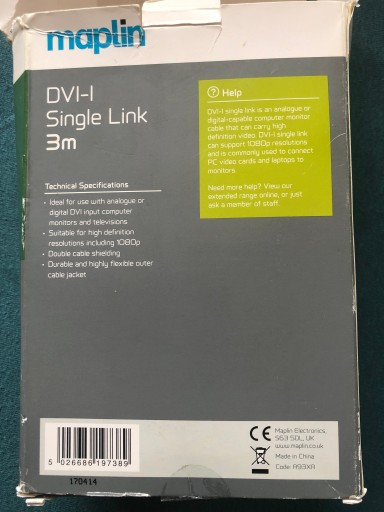 maplin
DVI-I
Single Link
3m
Technical Specifications
• Ideal for use with analogue or
digital DVI input computer
monitors and televisions
• Suitable for high definition
resolutions including 1080p
• Double cable shielding
• Durable and highly flexible outer
cable jacket
? Help
DVI-I single link is an analogue or
digital-capable computer monitor
cable that can carry high
definition video. DVI-I single link
can support 1080p resolutions
and is commonly used to connect
PC video cards and laptops to
monitors.
Need more help? View our
extended range online, or just
ask a member of staff.
5 026686 197389
170414
CE
Maplin Electronics,
S63 5DL, UK
www.maplin.co.uk
Made in China
Code: A93XA